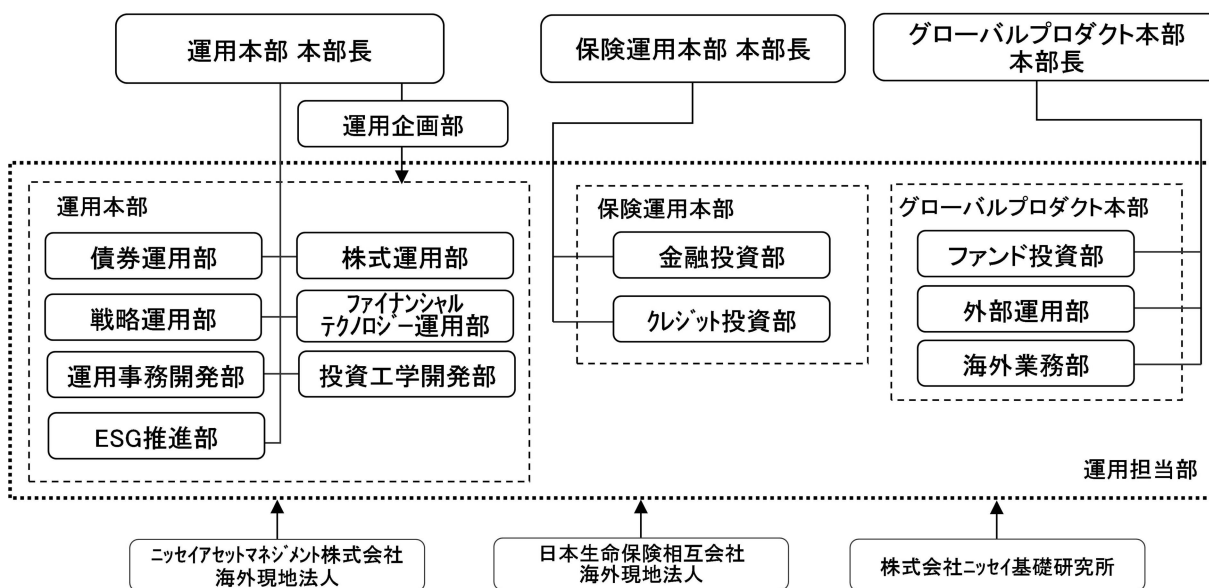 運用本部 本部長
保険運用本部 本部長
グローバルプロダクト本部
本部長
運用企画部
運用本部
債券運用部
株式運用部
戦略運用部
ファイナンシャル
テクノロジー運用部
運用事務開発部
投資工学開発部
ESG推進部
保険運用本部
金融投資部
クレジット投資部
グローバルプロダクト本部
ファンド投資部
外部運用部
海外業務部
運用担当部
ニッセイアセットマネジメント株式会社
海外現地法人
日本生命保険相互会社
海外現地法人
株式会社ニッセイ基礎研究所